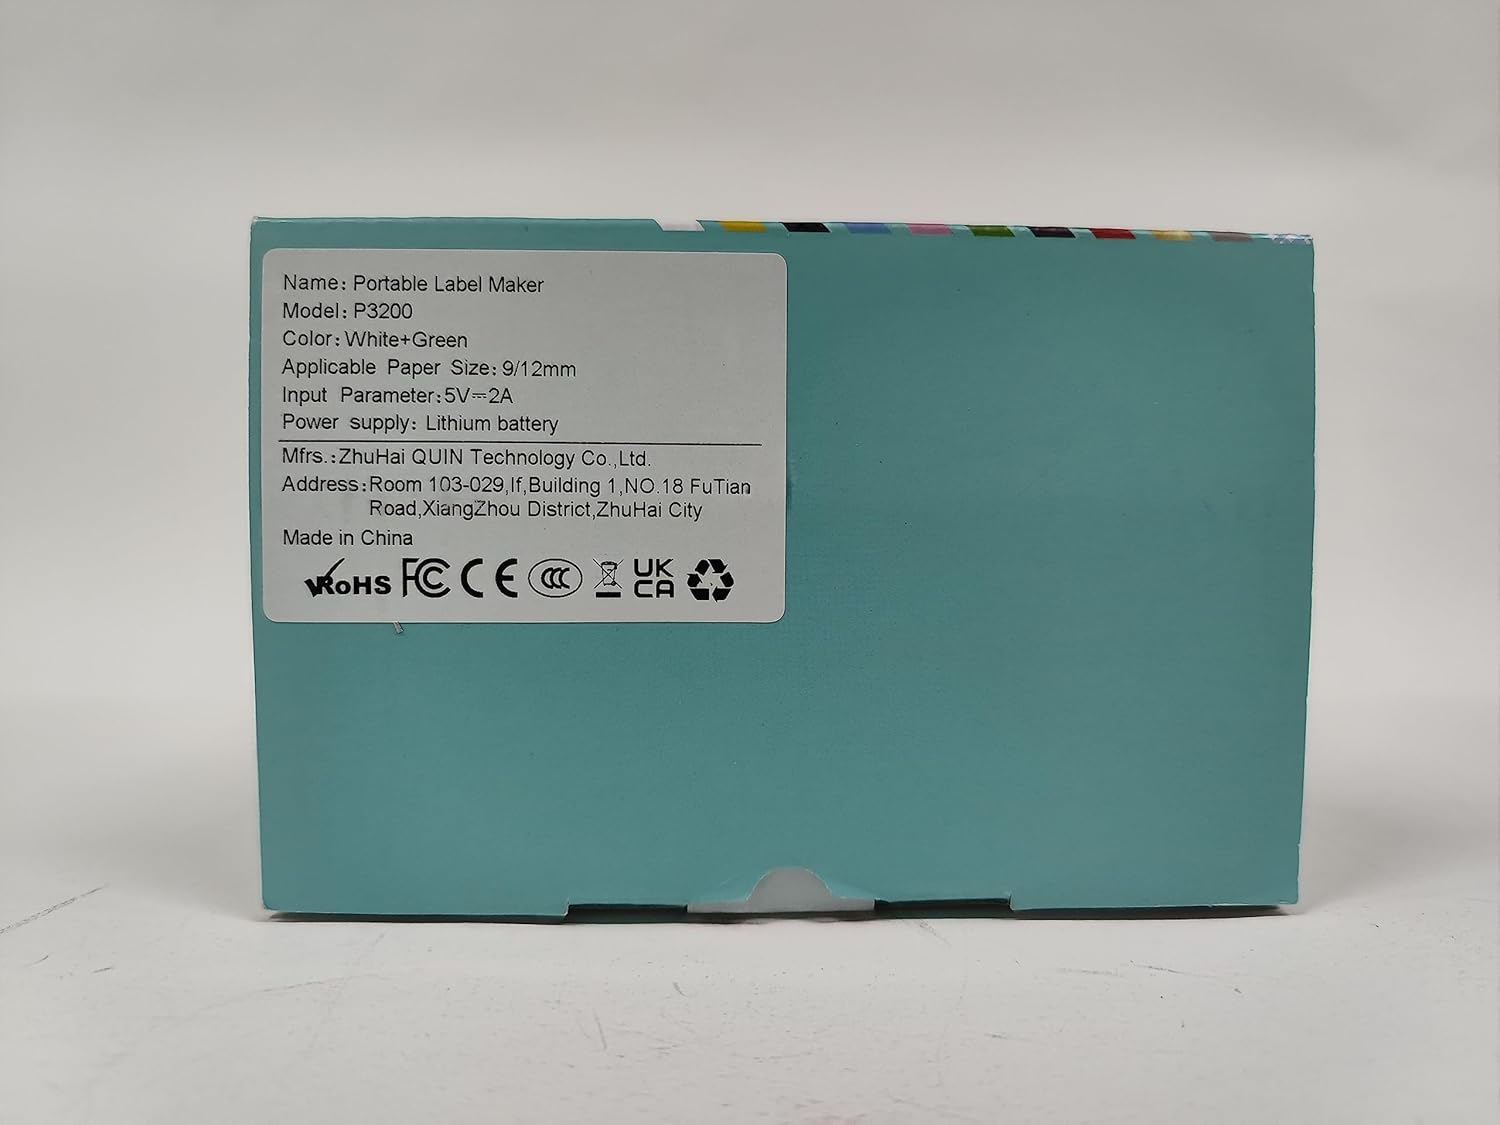 Name: Portable Label Maker
Model: P3200
Color: White+Green
Applicable Paper Size: 9/12mm
Input Parameter:5V⎓2A
Power supply: Lithium battery
Mfrs.:ZhuHai QUIN Technology Co.,Ltd.
Address:Room 103-029,If,Building 1,NO.18 FuTian
Road,XiangZhou District,ZhuHai City
Made in China
RoHS FC CE CCC UK CA